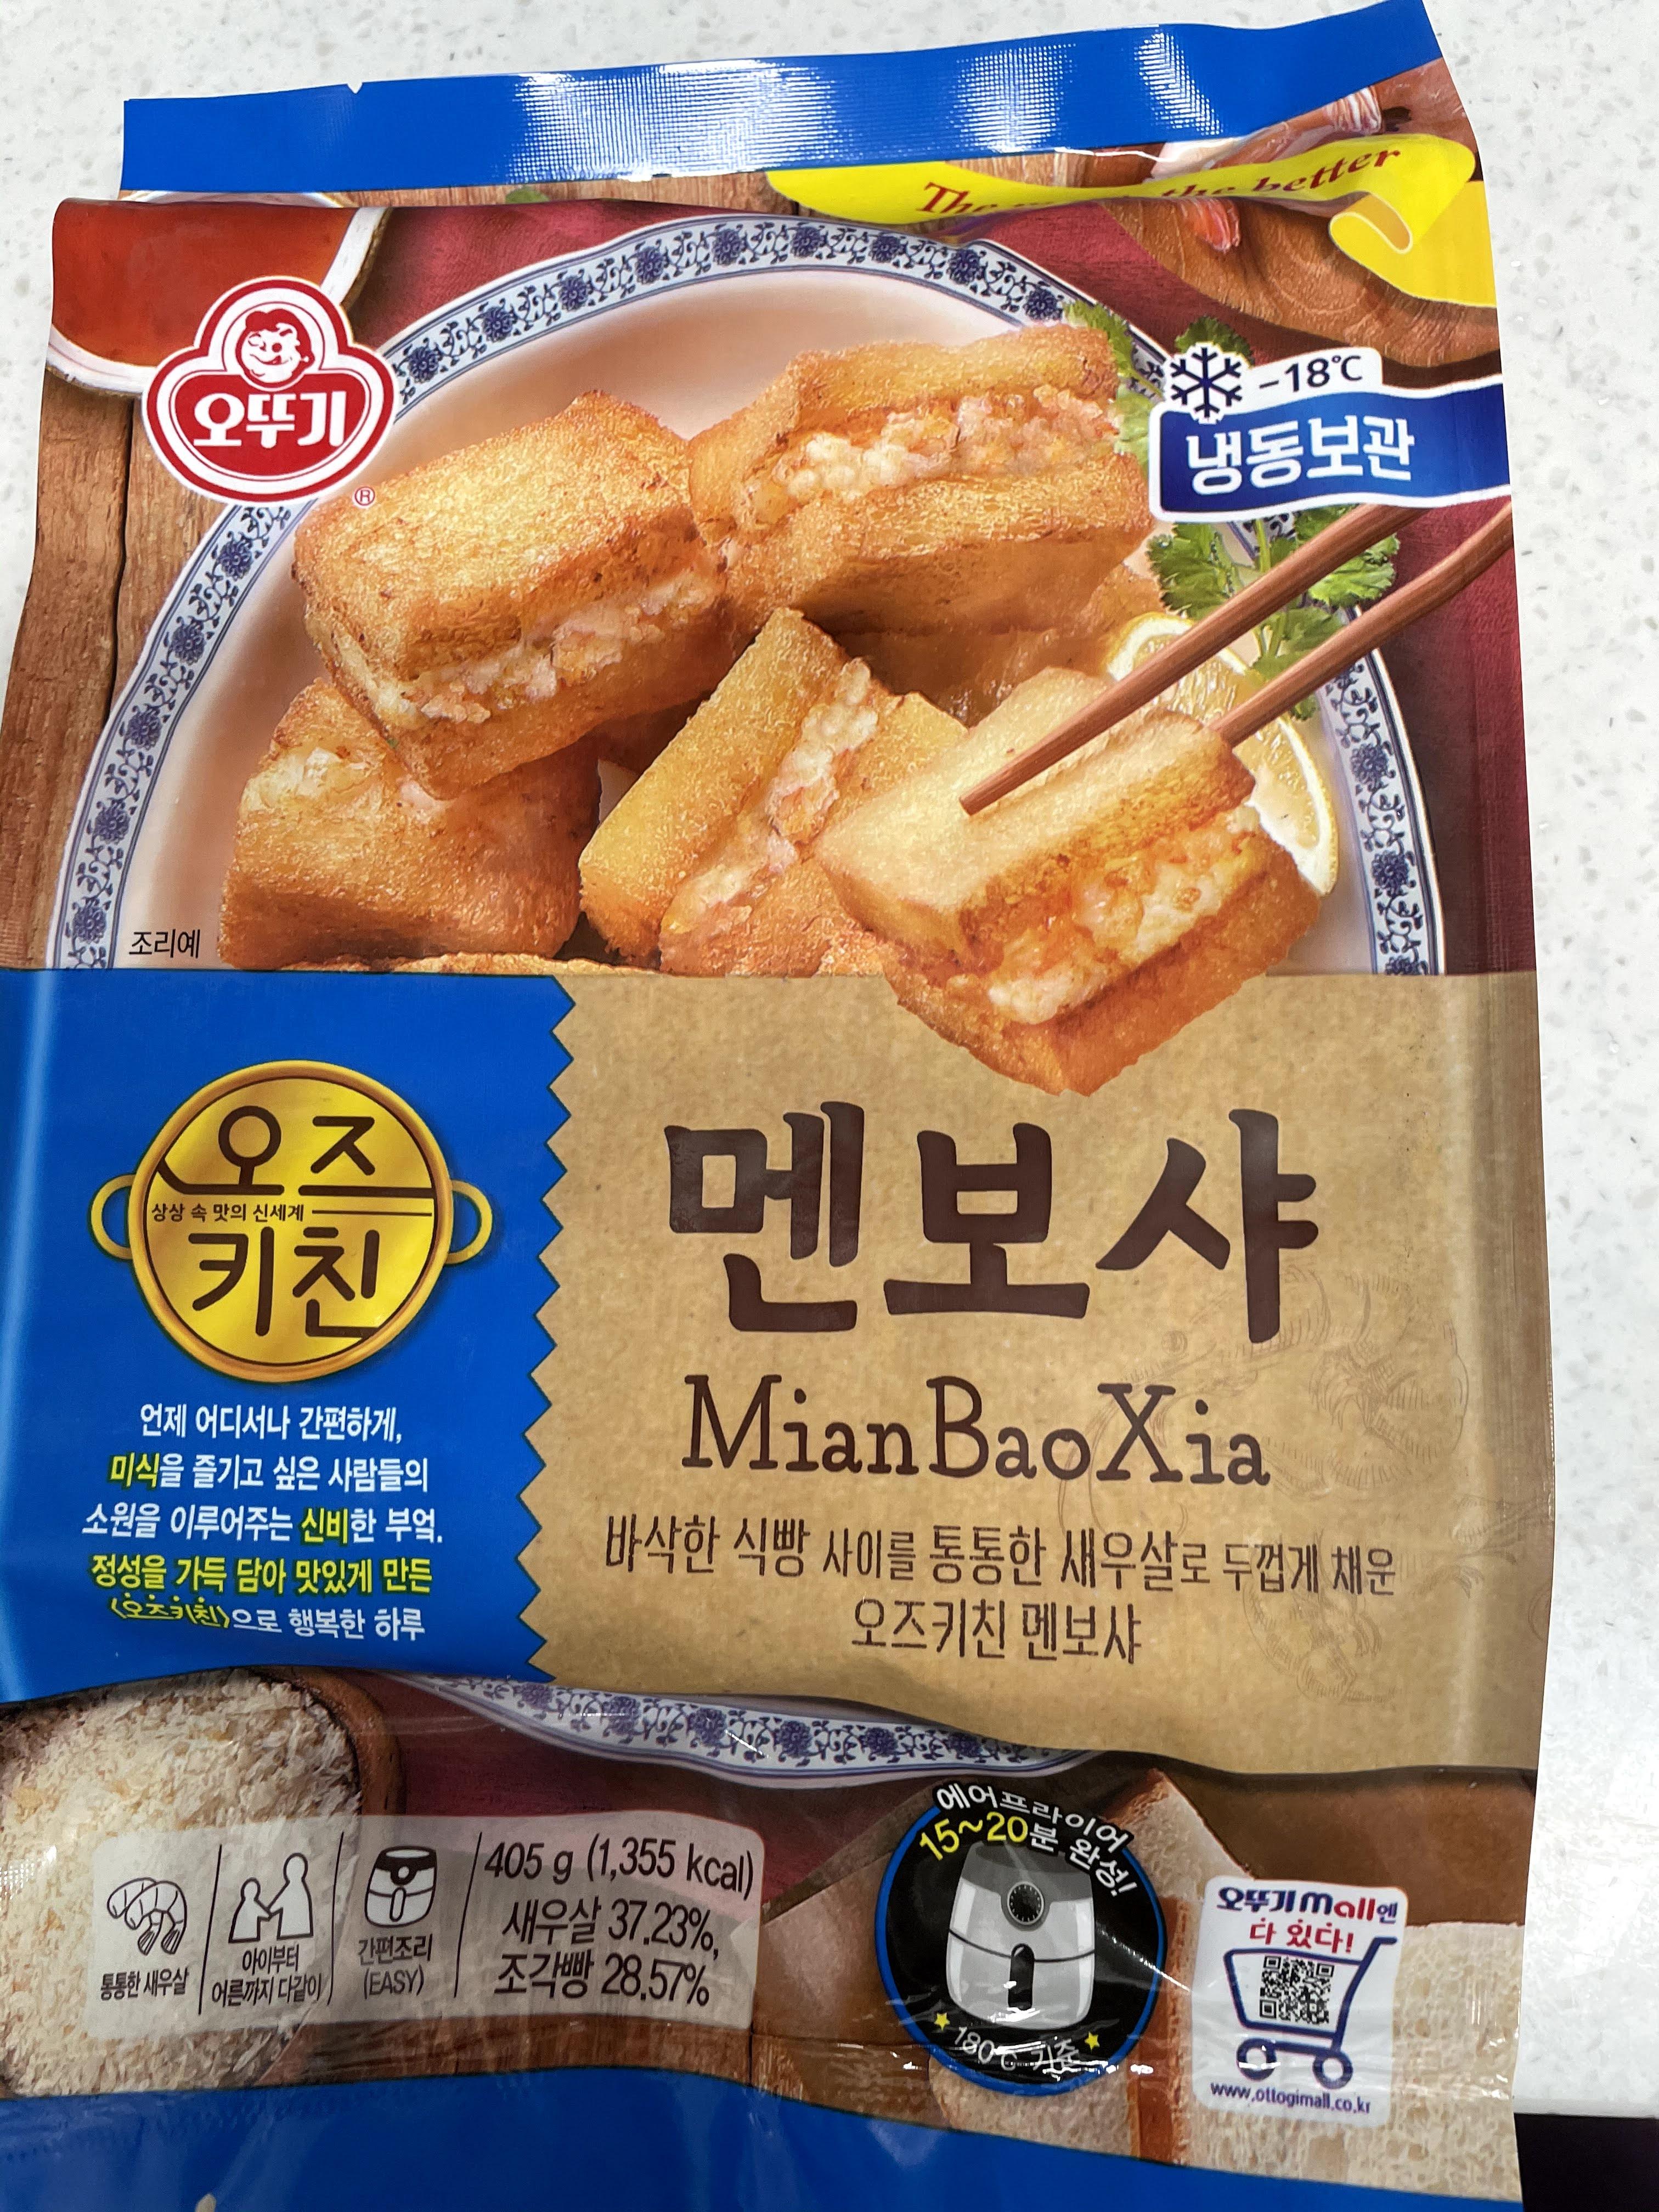 The the better
오뚜기
®
-18℃
냉동보관
조리예
오즈
상상 속 맛의 신세계
키친
언제 어디서나 간편하게,
미식을 즐기고 싶은 사람들의
소원을 이루어주는 신비한 부엌.
정성을 가득 담아 맛있게 만든
<오즈키친>으로 행복한 하루
멘보샤
MianBaoXia
바삭한 식빵 사이를 통통한 새우살로 두껍게 채운
오즈키친 멘보샤
통통한 새우살
아이부터
어른까지 다같이
간편조리
(EASY)
405 g (1,355 kcal)
새우살 37.23%,
조각빵 28.57%
에어프라이어
15~20분 완성!
180℃ 기준
오뚜기mall엔
다 있다!
www.ottogimall.co.kr